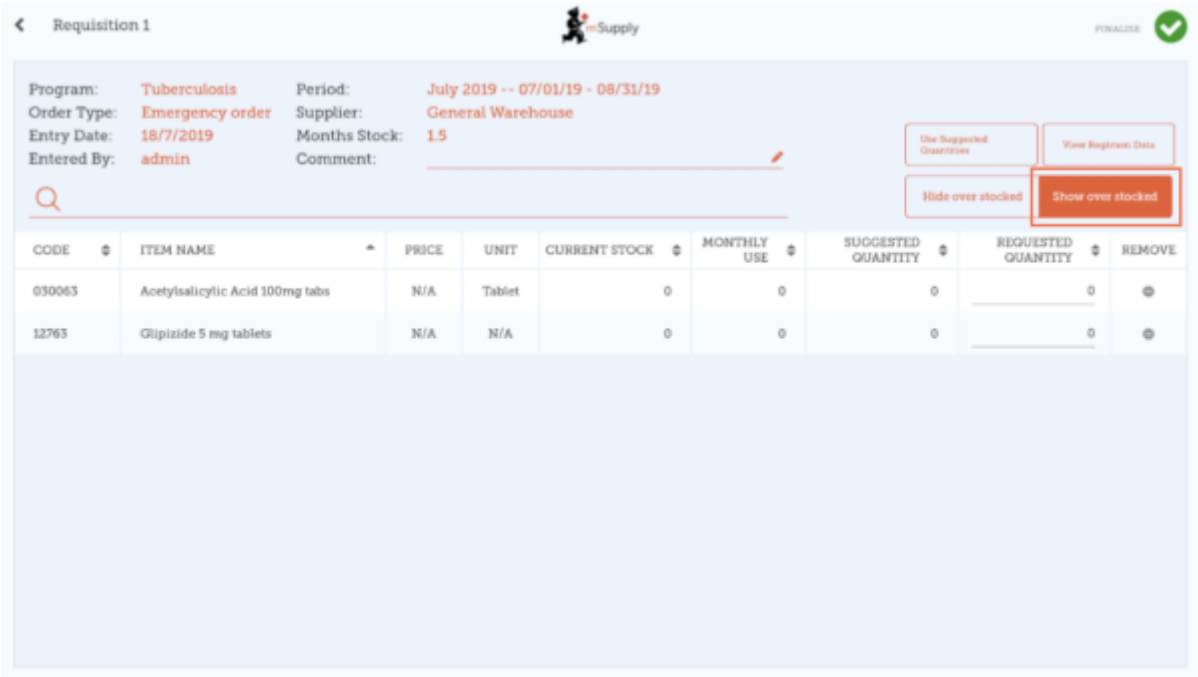 Requisition 1
mSupply
FINALISE
Program: Tuberculosis Period: July 2019 -- 07/01/19 - 08/31/19
Order Type: Emergency order Supplier: General Warehouse
Entry Date: 18/7/2019 Months Stock: 1.5
Entered By: admin Comment:
Use Suggested
Quantities
View Regimen Data
Hide over stocked Show over stocked
CODE ITEM NAME PRICE UNIT CURRENT STOCK MONTHLY USE SUGGESTED QUANTITY REQUESTED QUANTITY REMOVE
030063 Acetylsalicylic Acid 100mg tabs N/A Tablet 0 0 0 0
12763 Glipizide 5 mg tablets N/A N/A 0 0 0 0